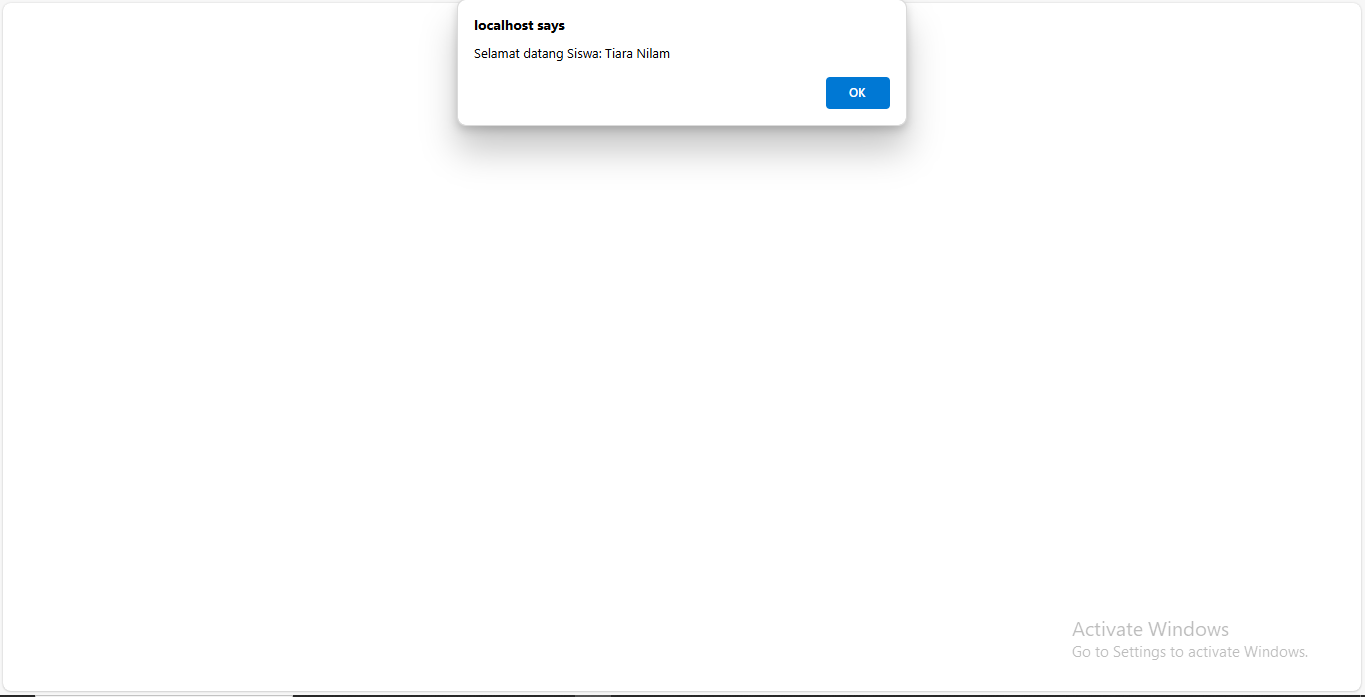 localhost says
Selamat datang Siswa: Tiara Nilam
OK
Activate Windows
Go to Settings to activate Windows.